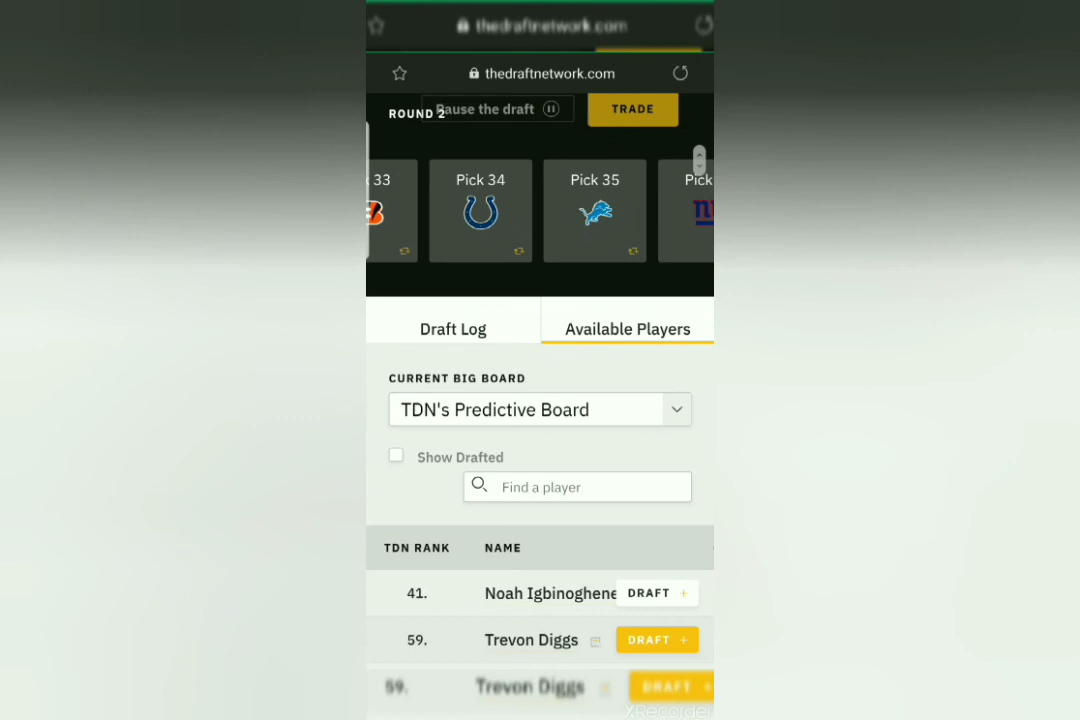 thedraftnetwork.com
thedraftnetwork.com
ROUND 2
Pause the draft
TRADE
33
Pick 34
Pick 35
Pick
Draft Log
Available Players
CURRENT BIG BOARD
TDN's Predictive Board
Show Drafted
Find a player
TDN RANK NAME
41. Noah Igbinoghene DRAFT +
59. Trevon Diggs DRAFT +
59. Trevon Diggs DRAFT +
XRecorder